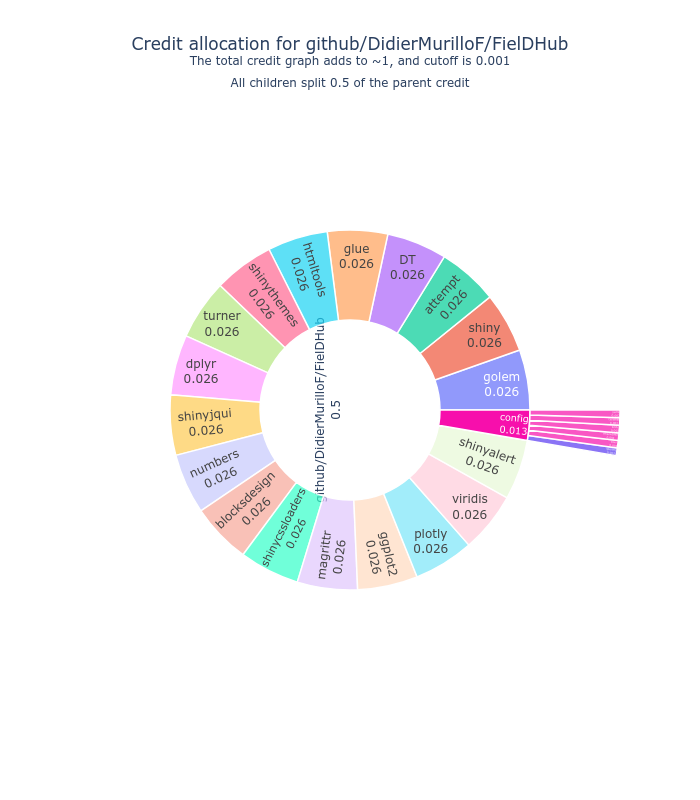 Credit allocation for github/DidierMurilloF/FielDHub
The total credit graph adds to ~1, and cutoff is 0.001
All children split 0.5 of the parent credit
glue
0.026
DT
0.026
attempt
0.026
shiny
0.026
golem
0.026
config
0.013
shinyalert
0.026
viridis
0.026
plotly
0.026
ggplot2
0.026
magrittr
0.026
shinycssloaders
0.026
blocksdesign
0.026
numbers
0.026
shinyjqui
0.026
dplyr
0.026
turner
0.026
shinythemes
0.026
htmltools
0.026
github/DidierMurilloF/FielDHub
0.5